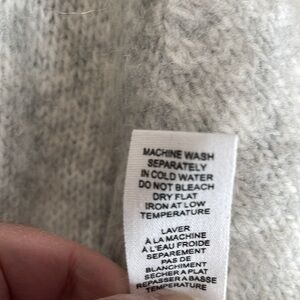 MACHINE WASH
SEPARATELY
IN COLD WATER
DO NOT BLEACH
DRY FLAT
IRON AT LOW
TEMPERATURE
LAVER
À LA MACHINE
À L'EAU FROIDE
SEPAREMENT
PAS DE
BLANCHIMENT
SÉCHER A PLAT
REPASSER A BASSE
TEMPÉRATURE